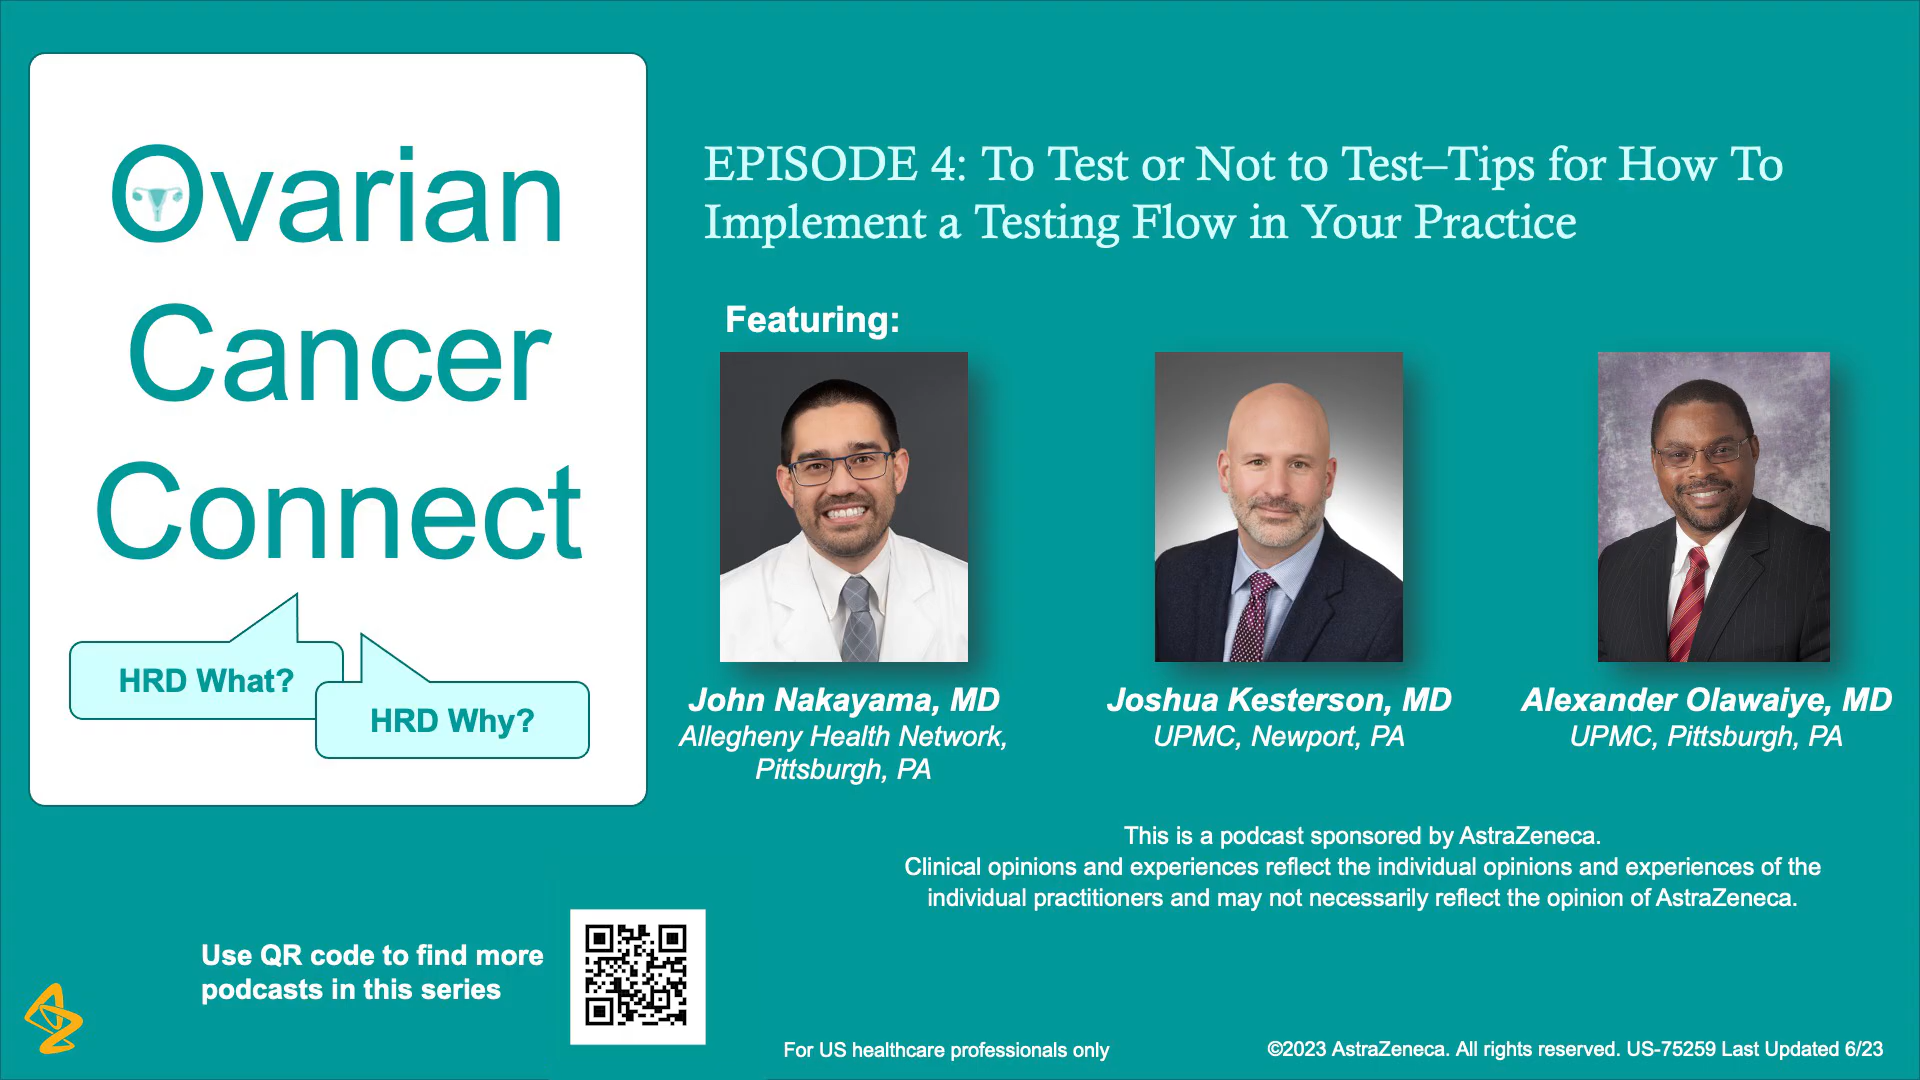 Ovarian
Cancer
Connect
HRD What?
HRD Why?
EPISODE 4: To Test or Not to Test–Tips for How To
Implement a Testing Flow in Your Practice
Featuring:
John Nakayama, MD
Allegheny Health Network,
Pittsburgh, PA
Joshua Kesterson, MD
UPMC, Newport, PA
Alexander Olawaiye, MD
UPMC, Pittsburgh, PA
This is a podcast sponsored by AstraZeneca.
Clinical opinions and experiences reflect the individual opinions and experiences of the
individual practitioners and may not necessarily reflect the opinion of AstraZeneca.
Use QR code to find more
podcasts in this series
For US healthcare professionals only
©2023 AstraZeneca. All rights reserved. US-75259 Last Updated 6/23